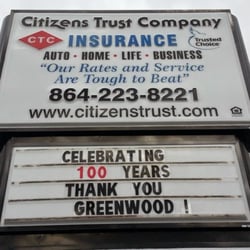 Citizens Trust Company
CTC INSURANCE Trusted Choice
AUTO · HOME · LIFE · BUSINESS
"Our Rates and Service
Are Tough to Beat"
864-223-8221
www.citizenstrust.com
CELEBRATING
100 YEARS
THANK YOU
GREENWOOD !